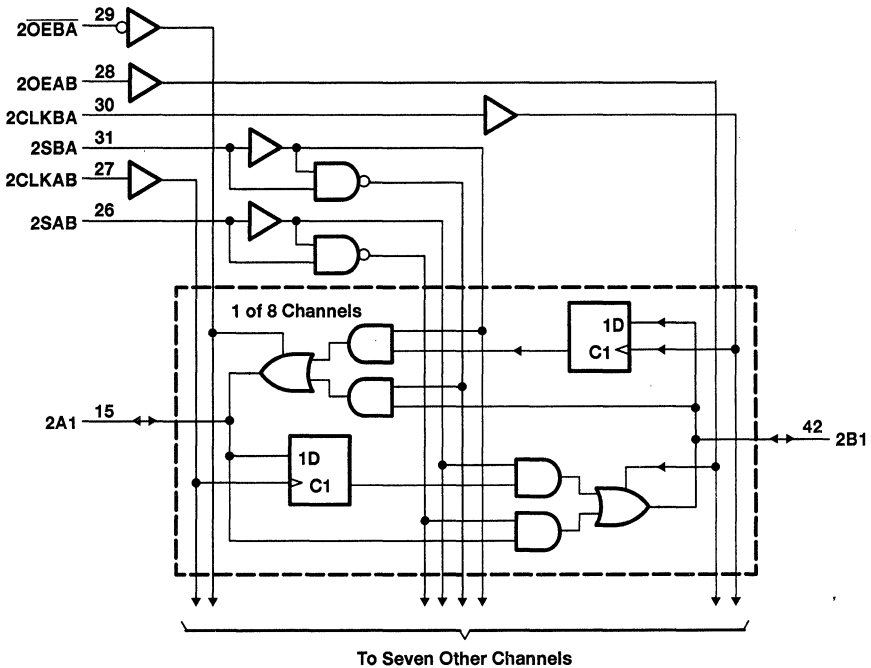 2OEBA 29
2OEAB 28
2CLKBA 30
2SBA 31
2CLKAB 27
2SAB 26
1 of 8 Channels
1D
C1
2A1 15
42 2B1
1D
C1
To Seven Other Channels